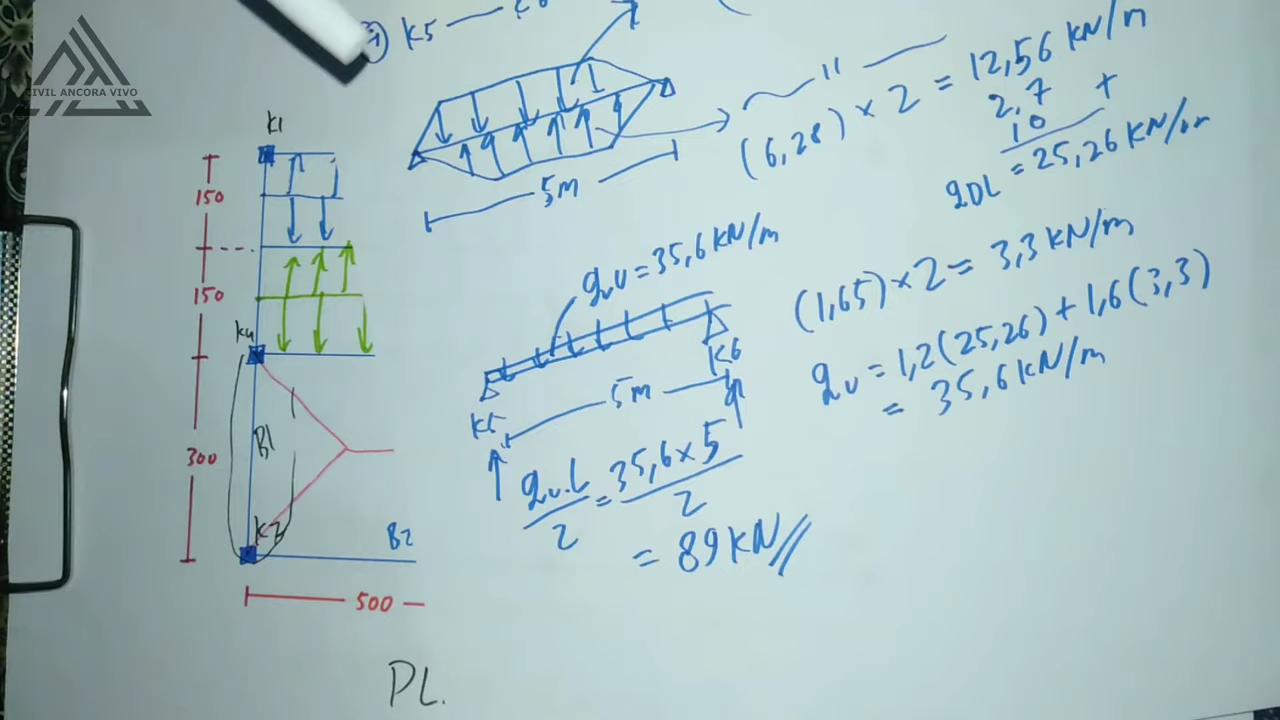 CIVIL ANCORA VIVO
K5
(6,28) × 2 = 12,56 KN/m
2,7
10 +
qDL = 25,26 KN/m
5m
(1,65) × 2 = 3,3 KN/m
qu = 1,2(25,26) + 1,6(3,3)
= 35,6 KN/m
qu = 35,6 KN/m
K5
K6
5m
qu.L/2 = 35,6 × 5/2
= 89 KN//
K1
150
150
K4
B1
300
K2
B2
500
PL.